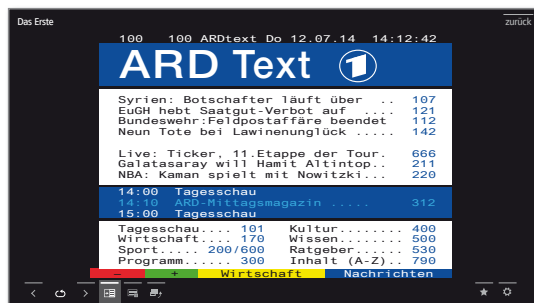 Das Erste
zurück
100 100 ARDtext Do 12.07.14 14:12:42
ARD Text 1
Syrien: Botschafter läuft über .. 107
EuGH hebt Saatgut-Verbot auf .... 121
Bundeswehr:Feldpostaffäre beendet 112
Neun Tote bei Lawinenunglück ..... 142
Live: Ticker, 11.Etappe der Tour. 666
Galatasaray will Hamit Altintop.. 211
NBA: Kaman spielt mit Nowitzki... 220
14:00 Tagesschau
14:10 ARD-Mittagsmagazin ..... 312
15:00 Tagesschau
Tagesschau.... 101 Kultur........ 400
Wirtschaft.... 170 Wissen........ 500
Sport..... 200/600 Ratgeber...... 530
Programm...... 300 Inhalt (A-Z).. 790
- + Wirtschaft Nachrichten